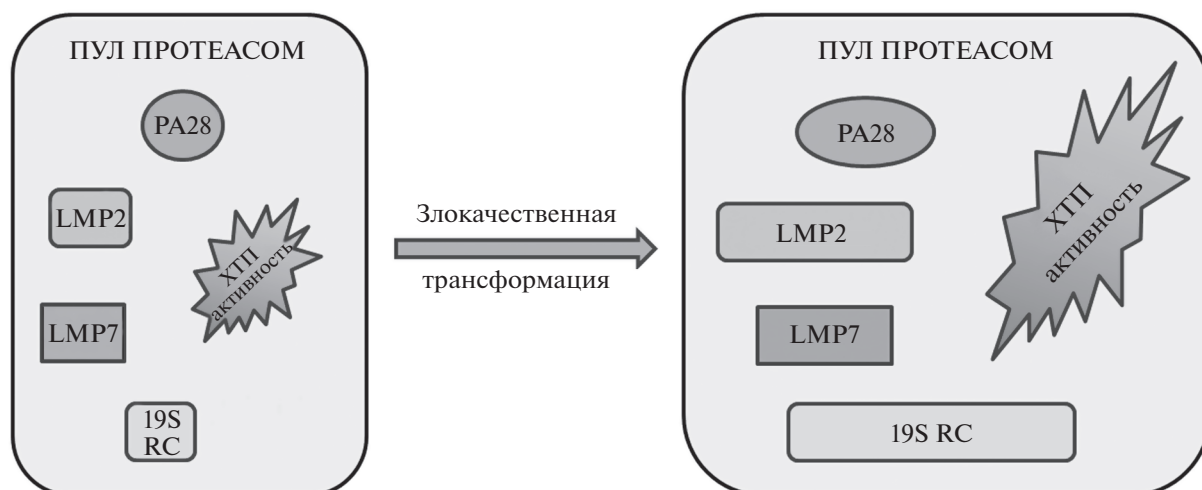 ПУЛ ПРОТЕАСОМ
PA28
LMP2
ХТП
активность
LMP7
19S
RC
Злокачественная
трансформация
ПУЛ ПРОТЕАСОМ
PA28
LMP2
ХТП
активность
LMP7
19S RC